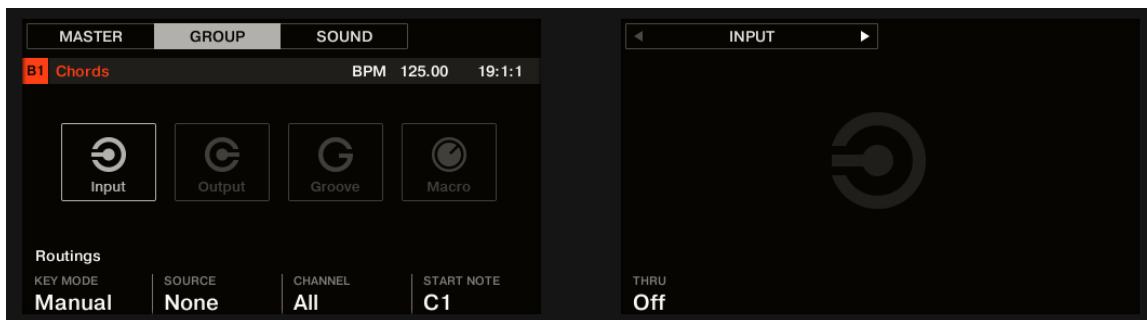 MASTER GROUP SOUND
B1 Chords BPM 125.00 19:1:1
Input Output Groove Macro
Routings
KEY MODE SOURCE CHANNEL START NOTE
Manual None All C1
INPUT
THRU
Off